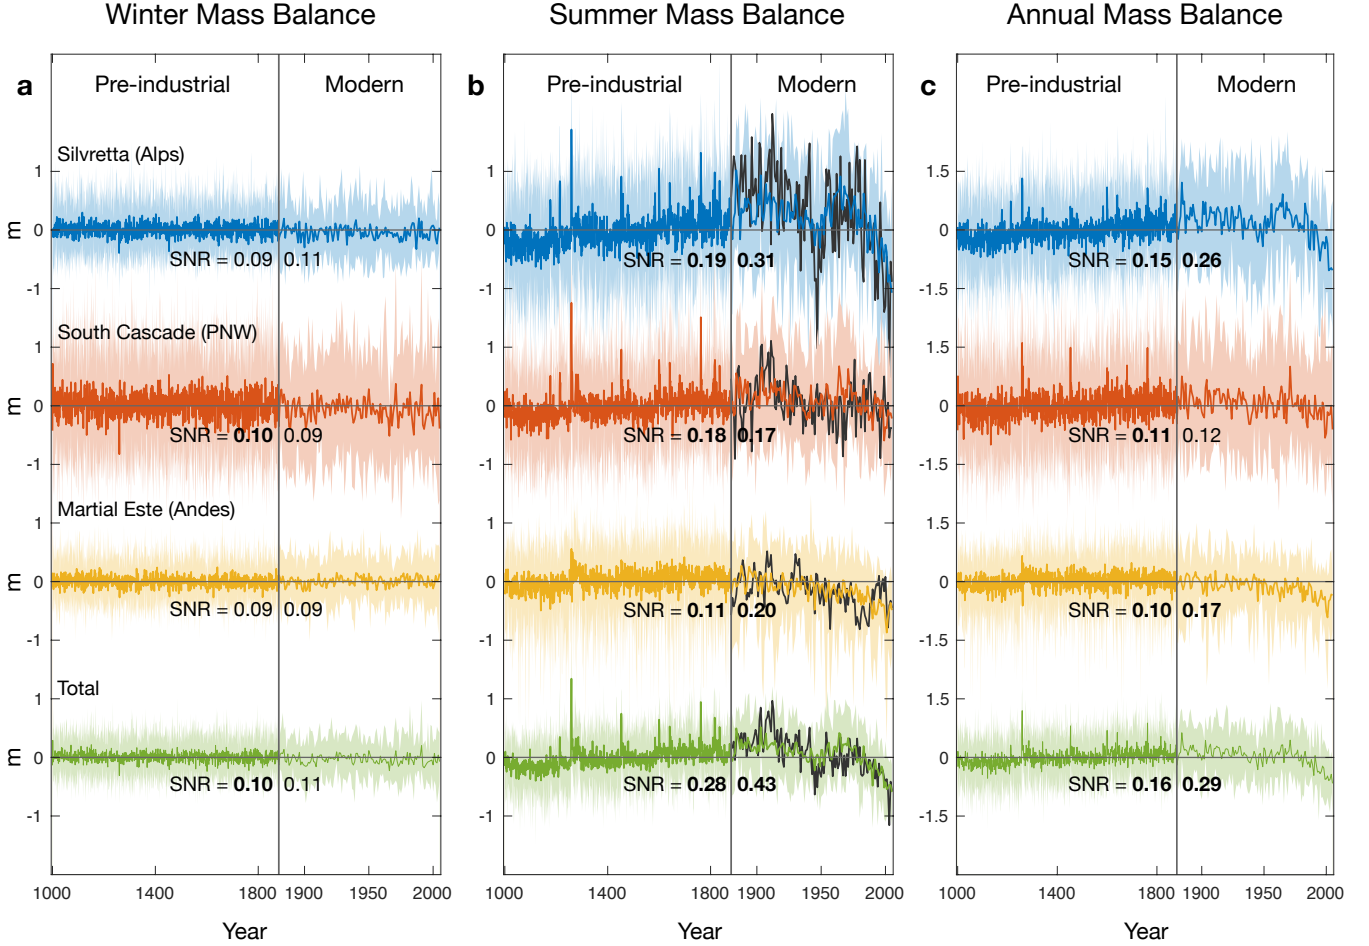 Winter Mass Balance
Summer Mass Balance
Annual Mass Balance
a
Pre-industrial
Modern
Silvretta (Alps)
1
m
0
SNR = 0.09 0.11
-1
South Cascade (PNW)
1
m
0
SNR = 0.10 0.09
-1
Martial Este (Andes)
1
0
SNR = 0.09 0.09
-1
Total
1
m
0
SNR = 0.10 0.11
-1
1000 1400 1800 1900 1950 2000
Year
b
Pre-industrial
Modern
1
0
SNR = 0.19 0.31
-1
1
0
SNR = 0.18 0.17
-1
1
0
SNR = 0.11 0.20
-1
1
0
SNR = 0.28 0.43
-1
1000 1400 1800 1900 1950 2000
Year
c
Pre-industrial
Modern
1.5
0
SNR = 0.15 0.26
-1.5
1.5
0
SNR = 0.11 0.12
-1.5
1.5
0
SNR = 0.10 0.17
-1.5
1.5
0
SNR = 0.16 0.29
-1.5
1000 1400 1800 1900 1950 2000
Year